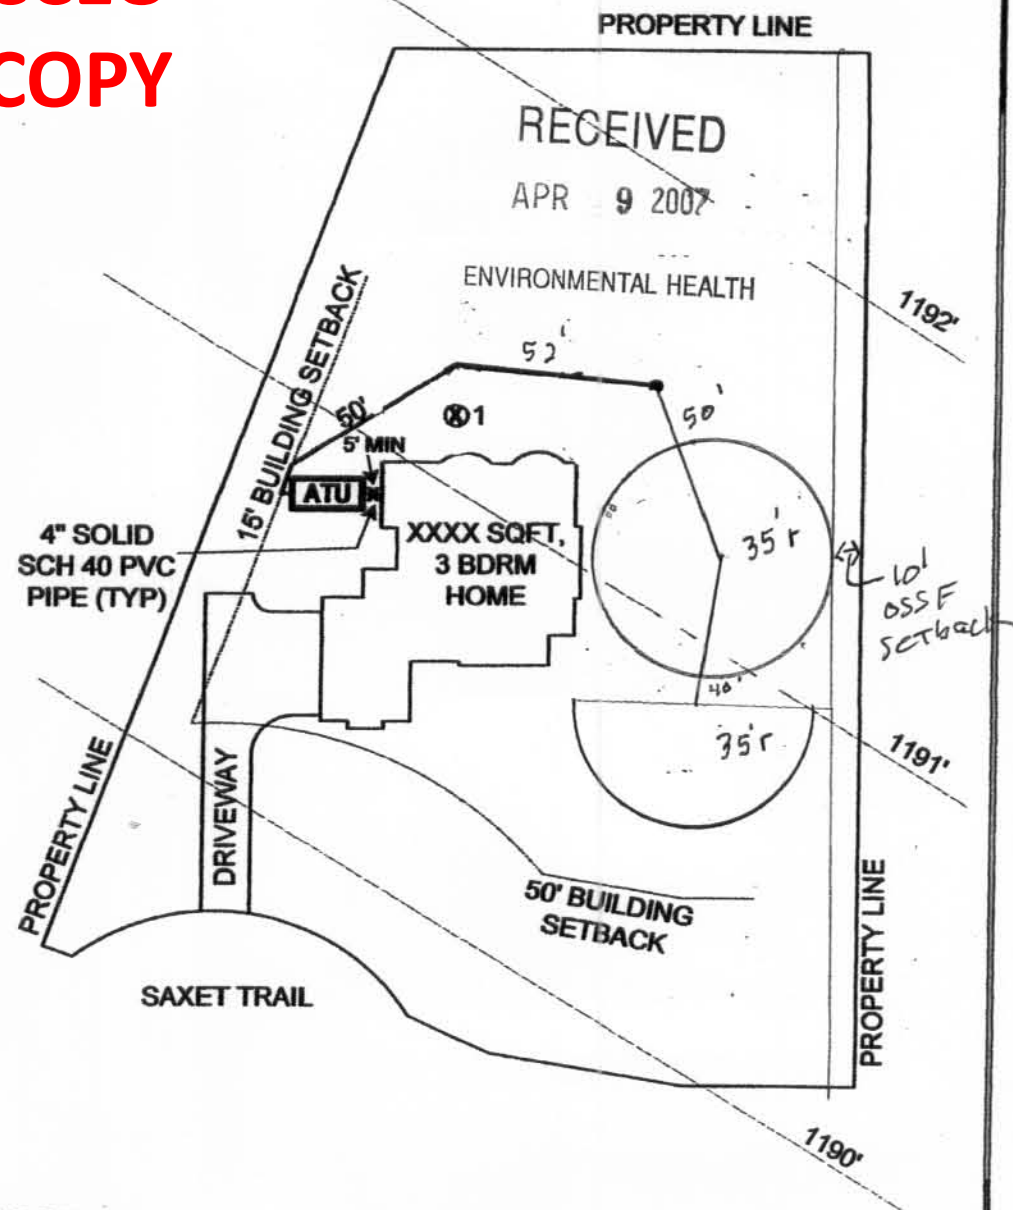 COPY
PROPERTY LINE
RECEIVED
APR 9 2007
ENVIRONMENTAL HEALTH
1192'
15' BUILDING SETBACK
52'
50'
50'
⊗1
5' MIN
ATU
4" SOLID
SCH 40 PVC
PIPE (TYP)
XXXX SQFT,
3 BDRM
HOME
35' r
10'
OSSF
SETback
40'
35' r
1191'
PROPERTY LINE
DRIVEWAY
50' BUILDING
SETBACK
PROPERTY LINE
SAXET TRAIL
1190'